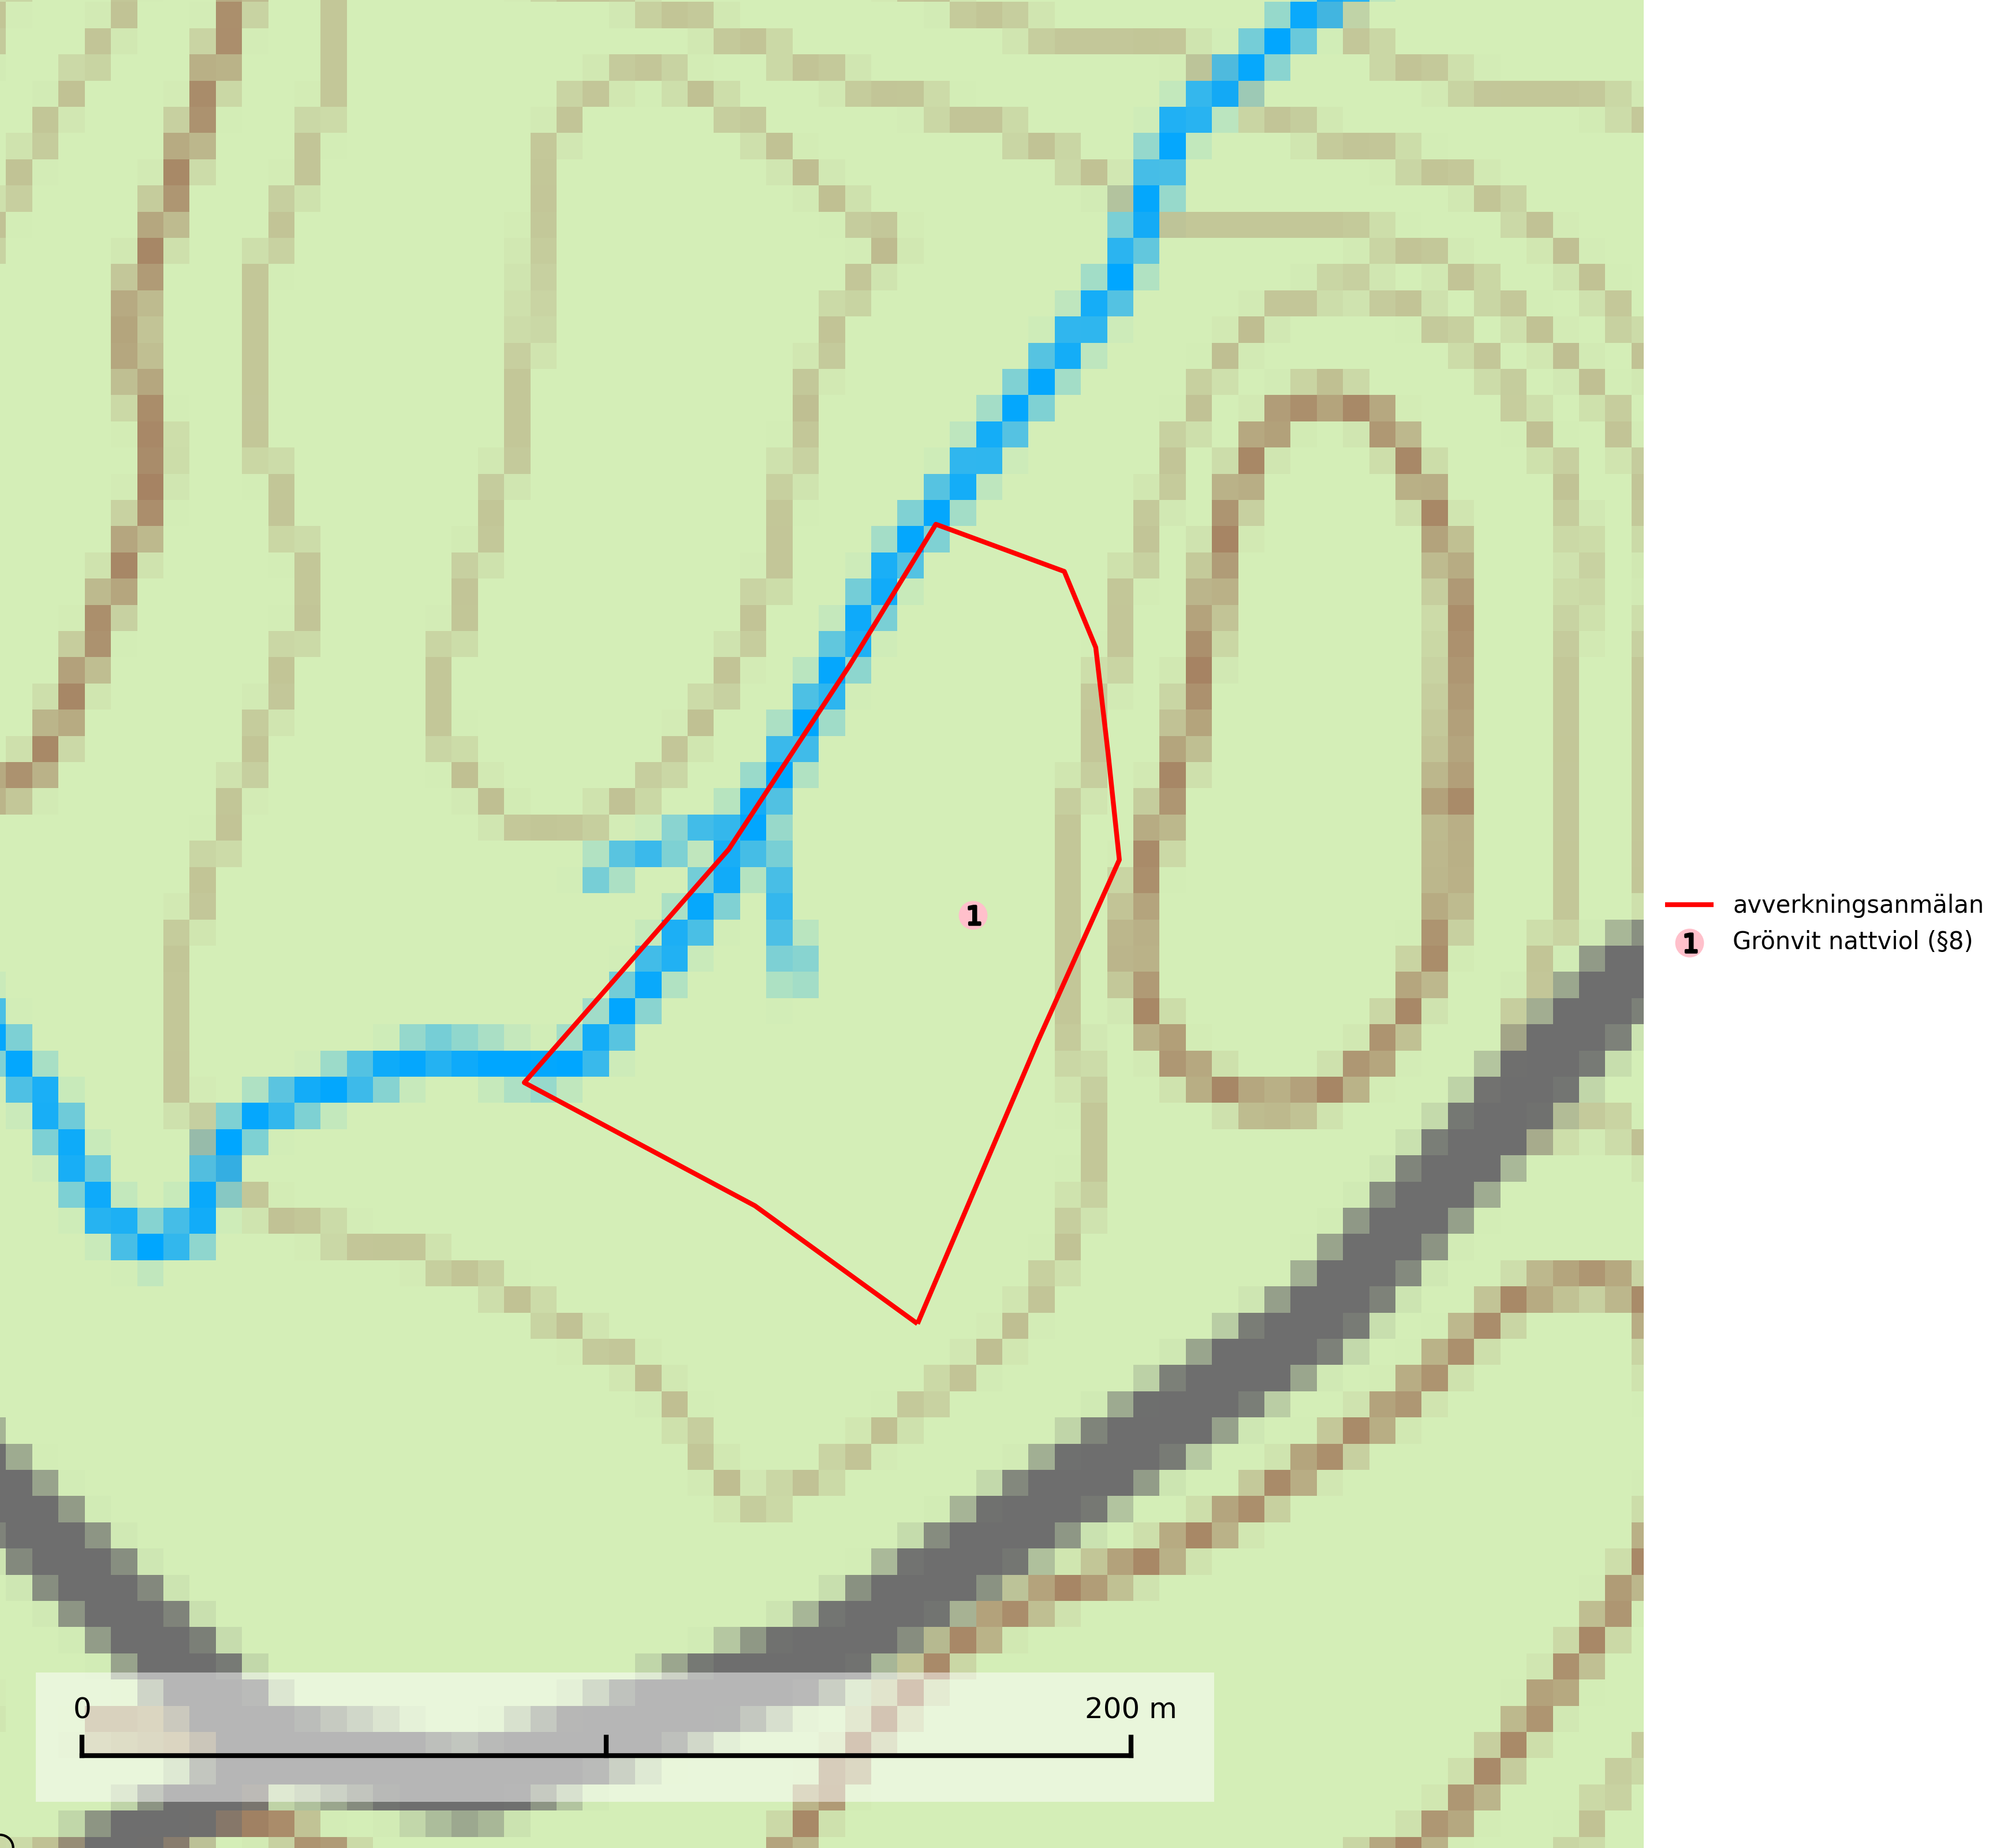 1
avverkningsanmälan
1 Grönvit nattviol (§8)
0 200 m